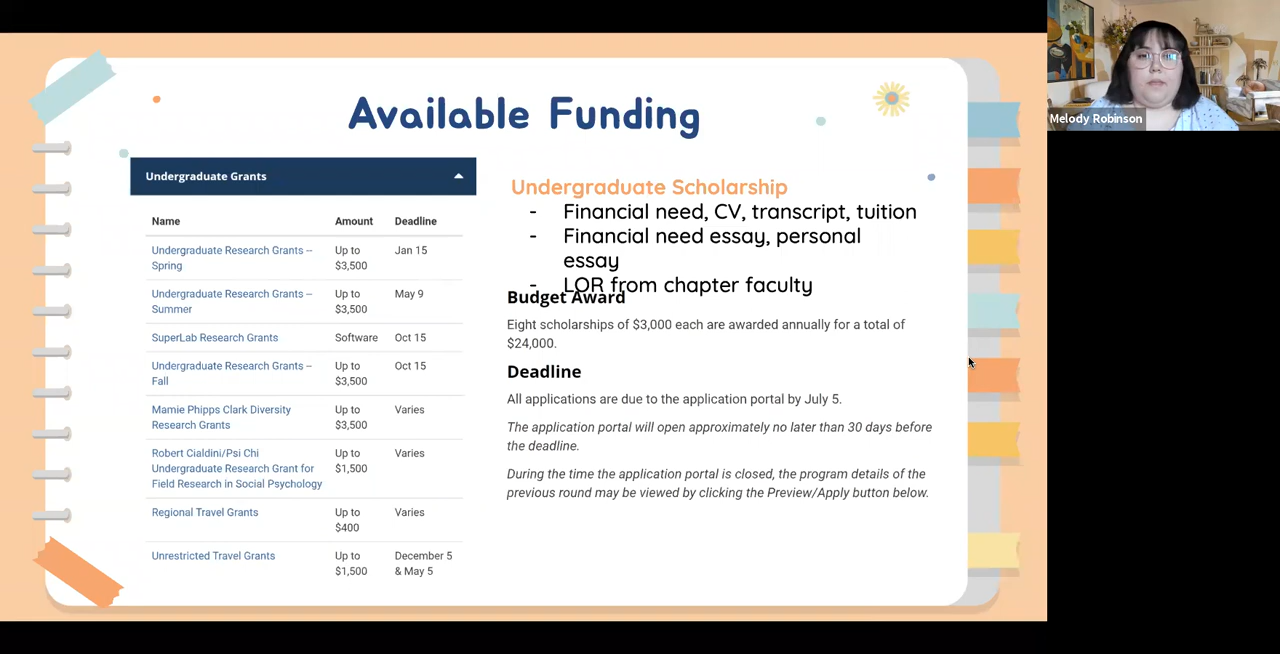 Available Funding
Undergraduate Grants
Name Amount Deadline
Undergraduate Research Grants – Up to Jan 15
Spring $3,500
Undergraduate Research Grants – Up to May 9
Summer $3,500
SuperLab Research Grants Software Oct 15
Undergraduate Research Grants – Up to Oct 15
Fall $3,500
Mamie Phipps Clark Diversity Up to Varies
Research Grants $3,500
Robert Cialdini/Psi Chi Up to Varies
Undergraduate Research Grant for $1,500
Field Research in Social Psychology
Regional Travel Grants Up to Varies
$400
Unrestricted Travel Grants Up to December 5
$1,500 & May 5
Undergraduate Scholarship
- Financial need, CV, transcript, tuition
- Financial need essay, personal
essay
- LOR from chapter faculty
Budget Award
Eight scholarships of $3,000 each are awarded annually for a total of
$24,000.
Deadline
All applications are due to the application portal by July 5.
The application portal will open approximately no later than 30 days before
the deadline.
During the time the application portal is closed, the program details of the
previous round may be viewed by clicking the Preview/Apply button below.
Melody Robinson